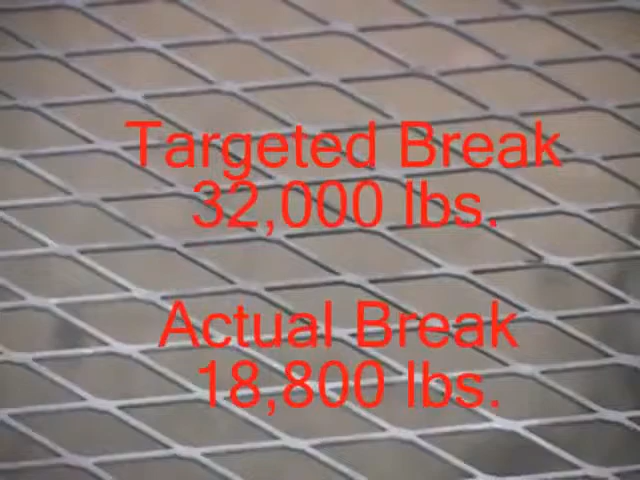 Targeted Break
32,000 lbs.
Actual Break
18,800 lbs.